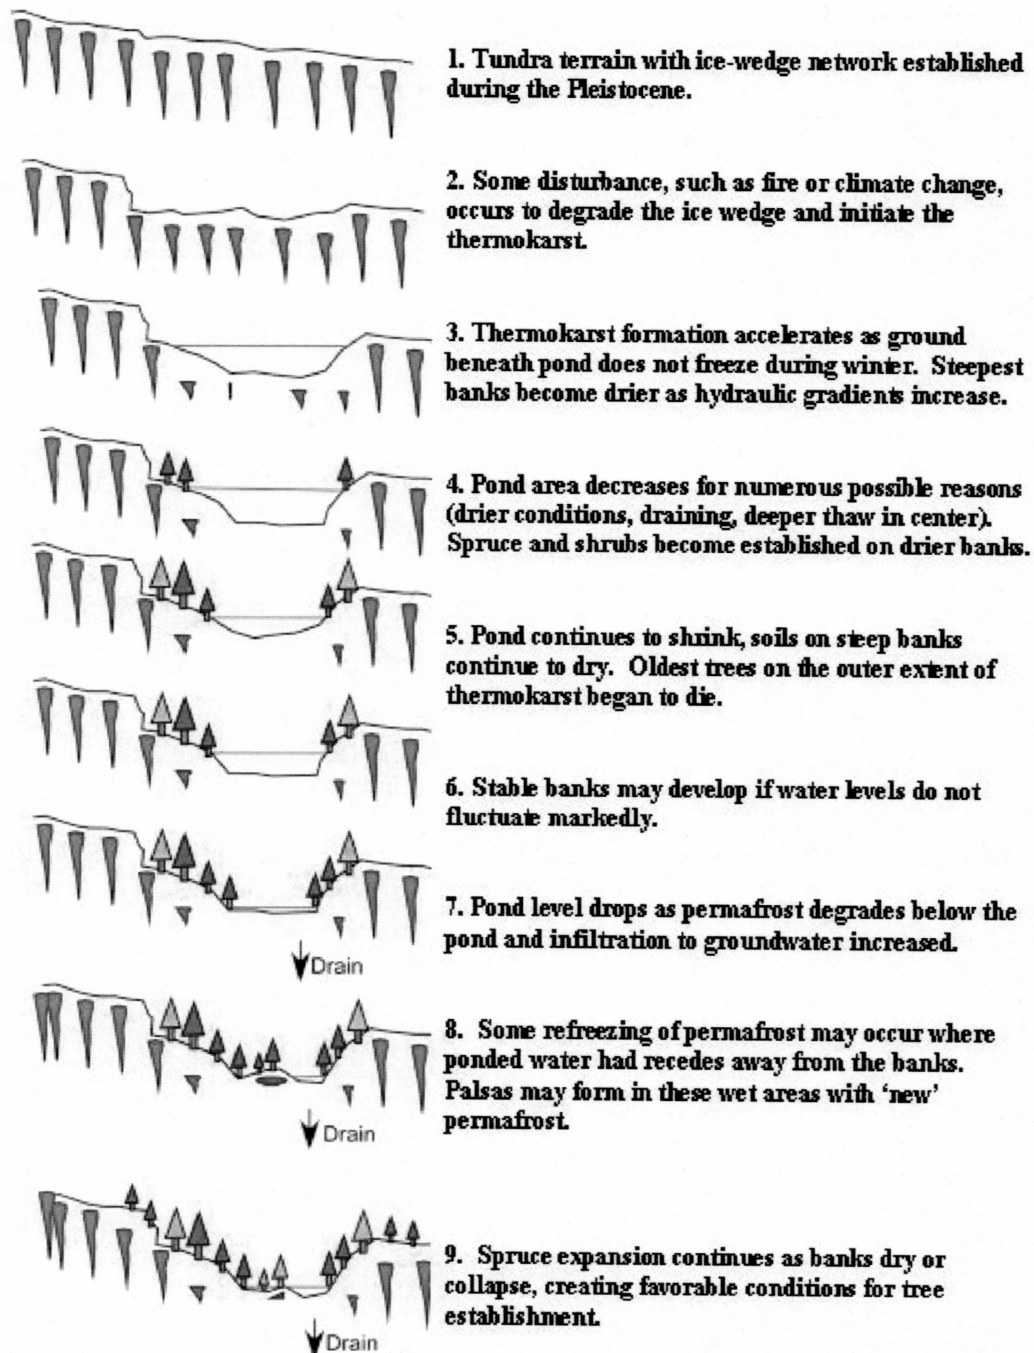 1. Tundra terrain with ice-wedge network established
during the Pleistocene.
2. Some disturbance, such as fire or climate change,
occurs to degrade the ice wedge and initiate the
thermokarst.
3. Thermokarst formation accelerates as ground
beneath pond does not freeze during winter. Steepest
banks become drier as hydraulic gradients increase.
4. Pond area decreases for numerous possible reasons
(drier conditions, draining, deeper thaw in center).
Spruce and shrubs become established on drier banks.
5. Pond continues to shrink, soils on steep banks
continue to dry. Oldest trees on the outer extent of
thermokarst began to die.
6. Stable banks may develop if water levels do not
fluctuate markedly.
7. Pond level drops as permafrost degrades below the
pond and infiltration to groundwater increased.
Drain
8. Some refreezing of permafrost may occur where
ponded water had recedes away from the banks.
Palsas may form in these wet areas with ‘new’
permafrost.
Drain
9. Spruce expansion continues as banks dry or
collapse, creating favorable conditions for tree
establishment.
Drain